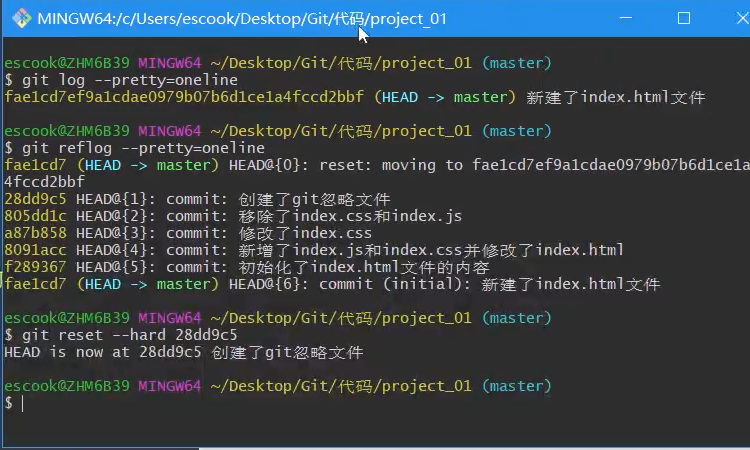 MINGW64:/c/Users/escook/Desktop/Git/代码/project_01
escook@ZHM6B39 MINGW64 ~/Desktop/Git/代码/project_01 (master)
$ git log --pretty=oneline
fae1cd7ef9a1cdae0979b07b6d1ce1a4fccd2bbf (HEAD -> master) 新建了index.html文件
escook@ZHM6B39 MINGW64 ~/Desktop/Git/代码/project_01 (master)
$ git reflog --pretty=oneline
fae1cd7 (HEAD -> master) HEAD@{0}: reset: moving to fae1cd7ef9a1cdae0979b07b6d1ce1a
4fccd2bbf
28dd9c5 HEAD@{1}: commit: 创建了git忽略文件
805dd1c HEAD@{2}: commit: 移除了index.css和index.js
a87b858 HEAD@{3}: commit: 修改了index.css
8091acc HEAD@{4}: commit: 新增了index.js和index.css并修改了index.html
f289367 HEAD@{5}: commit: 初始化了index.html文件的内容
fae1cd7 (HEAD -> master) HEAD@{6}: commit (initial): 新建了index.html文件
escook@ZHM6B39 MINGW64 ~/Desktop/Git/代码/project_01 (master)
$ git reset --hard 28dd9c5
HEAD is now at 28dd9c5 创建了git忽略文件
escook@ZHM6B39 MINGW64 ~/Desktop/Git/代码/project_01 (master)
$